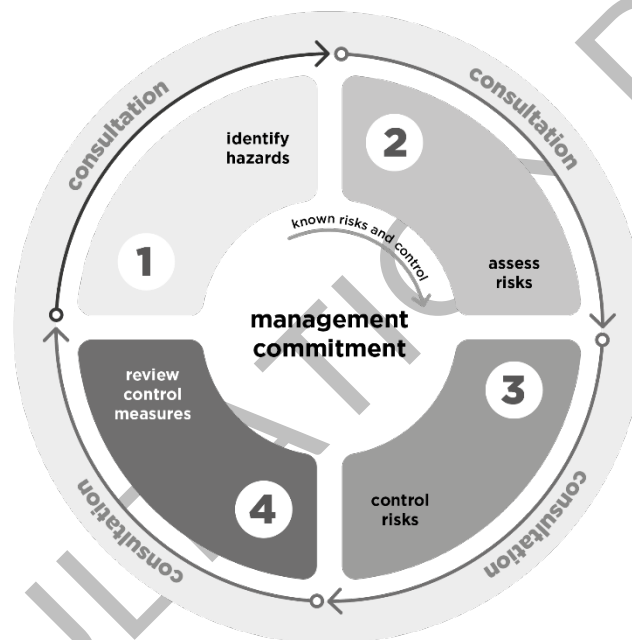 consultation
consultation
identify
hazards
1
2
known risks and control
assess
risks
management
commitment
review
control
measures
3
4
control
risks
consultation
consultation